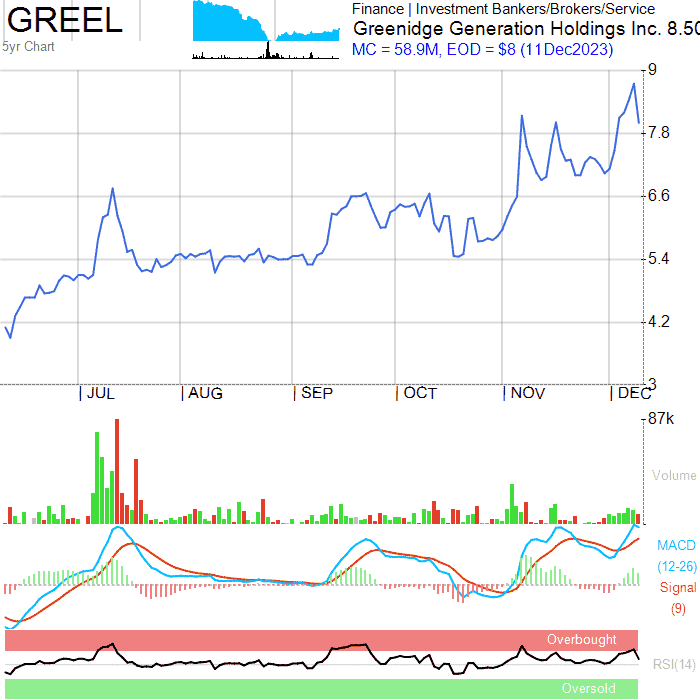 GREEL
5yr Chart
Finance | Investment Bankers/Brokers/Service
Greenidge Generation Holdings Inc. 8.50
MC = 58.9M, EOD = $8 (11Dec2023)
9
7.8
6.6
5.4
4.2
3
JUL AUG SEP OCT NOV DEC
87k
Volume
MACD
(12-26)
Signal
(9)
Overbought
RSI(14)
Oversold